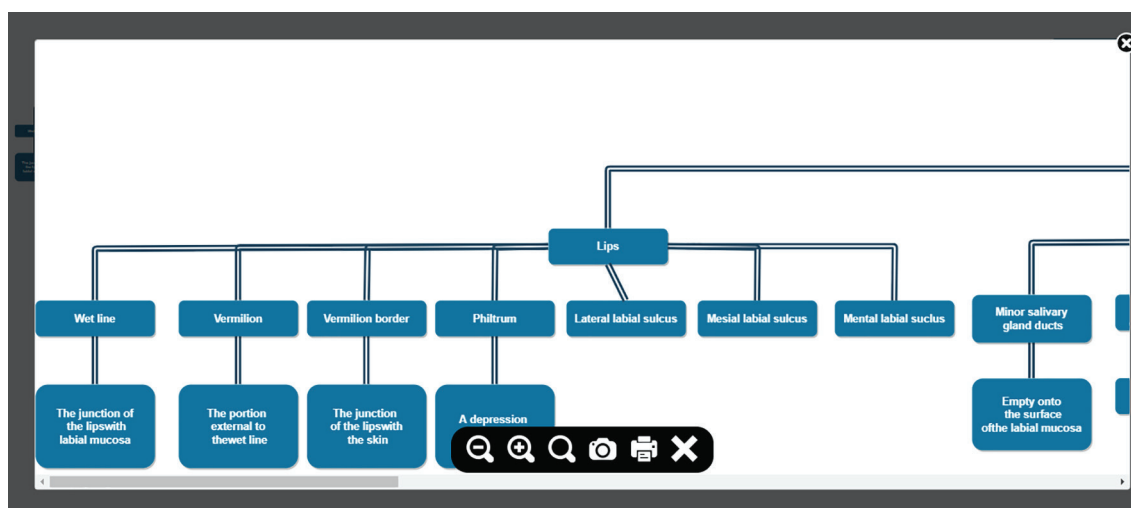 Lips
Wet line
Vermilion
Vermilion border
Philtrum
Lateral labial sulcus
Mesial labial sulcus
Mental labial suclus
Minor salivary
gland ducts
The junction of
the lipswith
labial mucosa
The portion
external to
thewet line
The junction
of the lipswith
the skin
A depression
Empty onto
the surface
ofthe labial mucosa